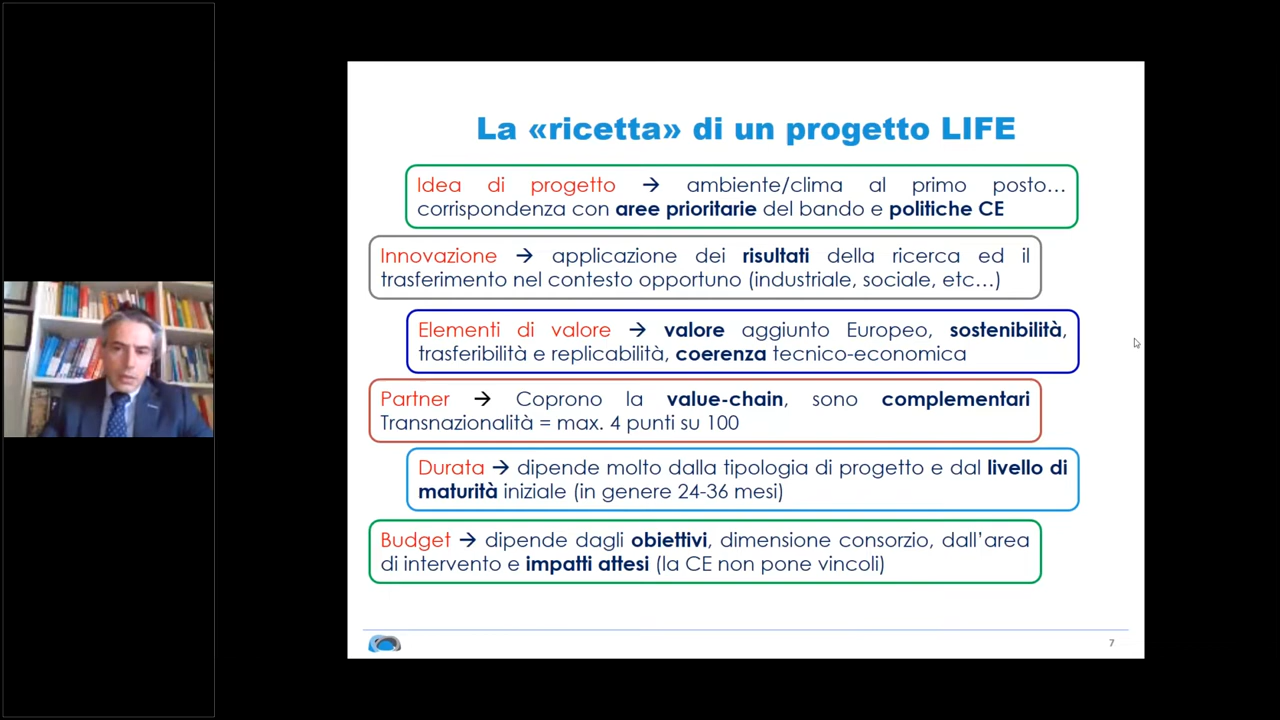 La «ricetta» di un progetto LIFE
Idea di progetto → ambiente/clima al primo posto…
corrispondenza con aree prioritarie del bando e politiche CE
Innovazione → applicazione dei risultati della ricerca ed il
trasferimento nel contesto opportuno (industriale, sociale, etc…)
Elementi di valore → valore aggiunto Europeo, sostenibilità,
trasferibilità e replicabilità, coerenza tecnico-economica
Partner → Coprono la value-chain, sono complementari
Transnazionalità = max. 4 punti su 100
Durata → dipende molto dalla tipologia di progetto e dal livello di
maturità iniziale (in genere 24-36 mesi)
Budget → dipende dagli obiettivi, dimensione consorzio, dall'area
di intervento e impatti attesi (la CE non pone vincoli)
7